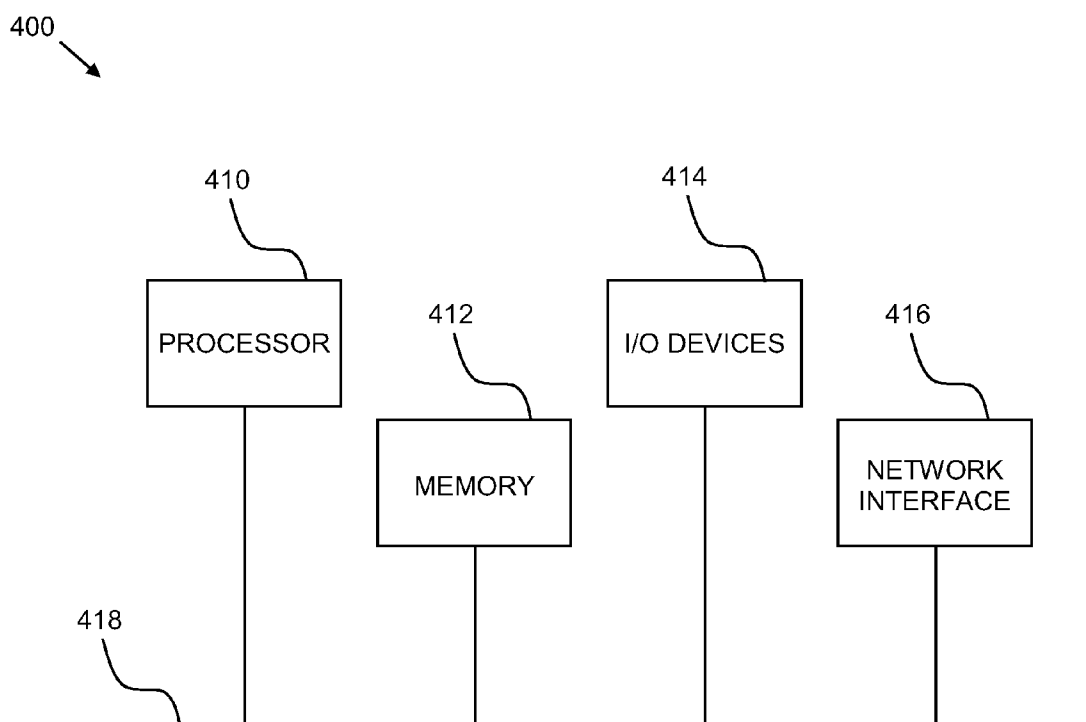 400
410
414
PROCESSOR
412
I/O DEVICES
416
MEMORY
NETWORK
INTERFACE
418